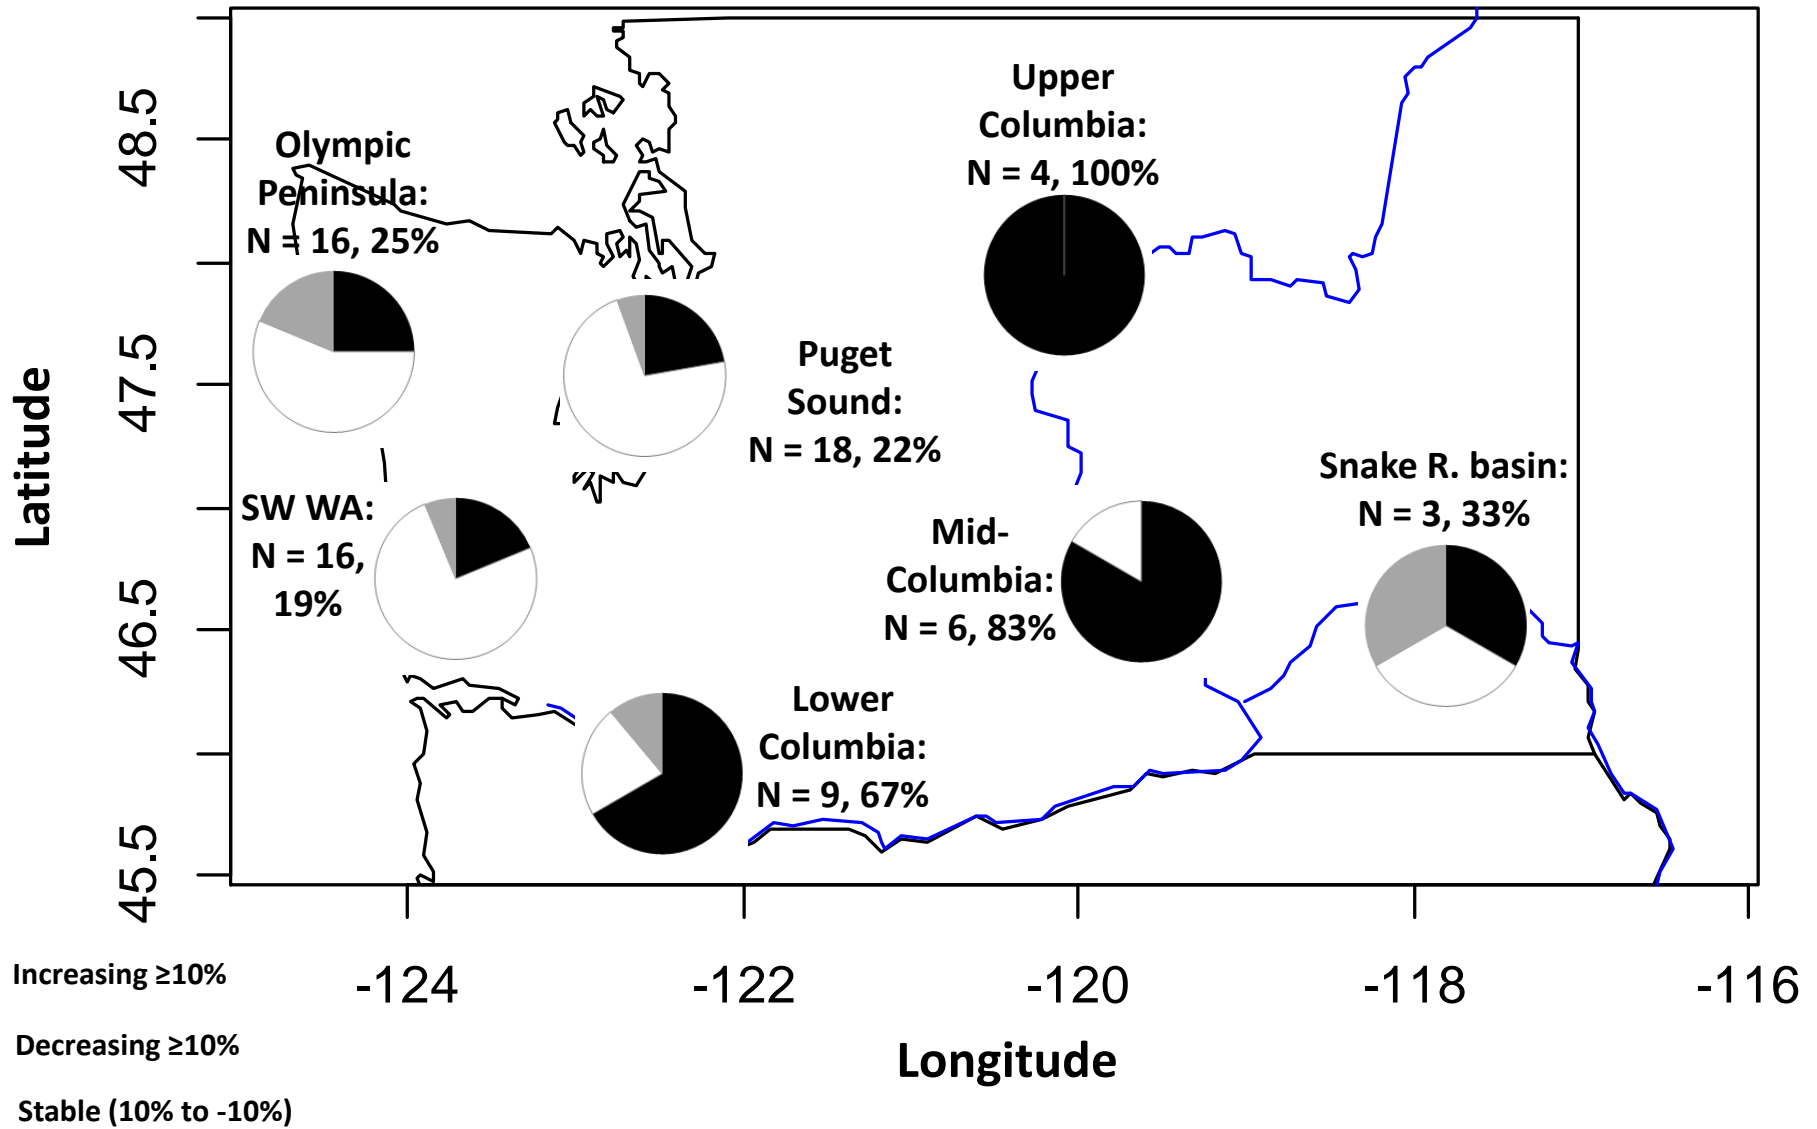 Upper
Columbia:
N = 4, 100%
Olympic
Peninsula:
N = 16, 25%
Puget
Sound:
N = 18, 22%
Snake R. basin:
N = 3, 33%
SW WA:
N = 16,
19%
Mid-
Columbia:
N = 6, 83%
Lower
Columbia:
N = 9, 67%
Latitude
48.5
47.5
46.5
45.5
-124
-122
-120
-118
-116
Longitude
Increasing ≥10%
Decreasing ≥10%
Stable (10% to -10%)